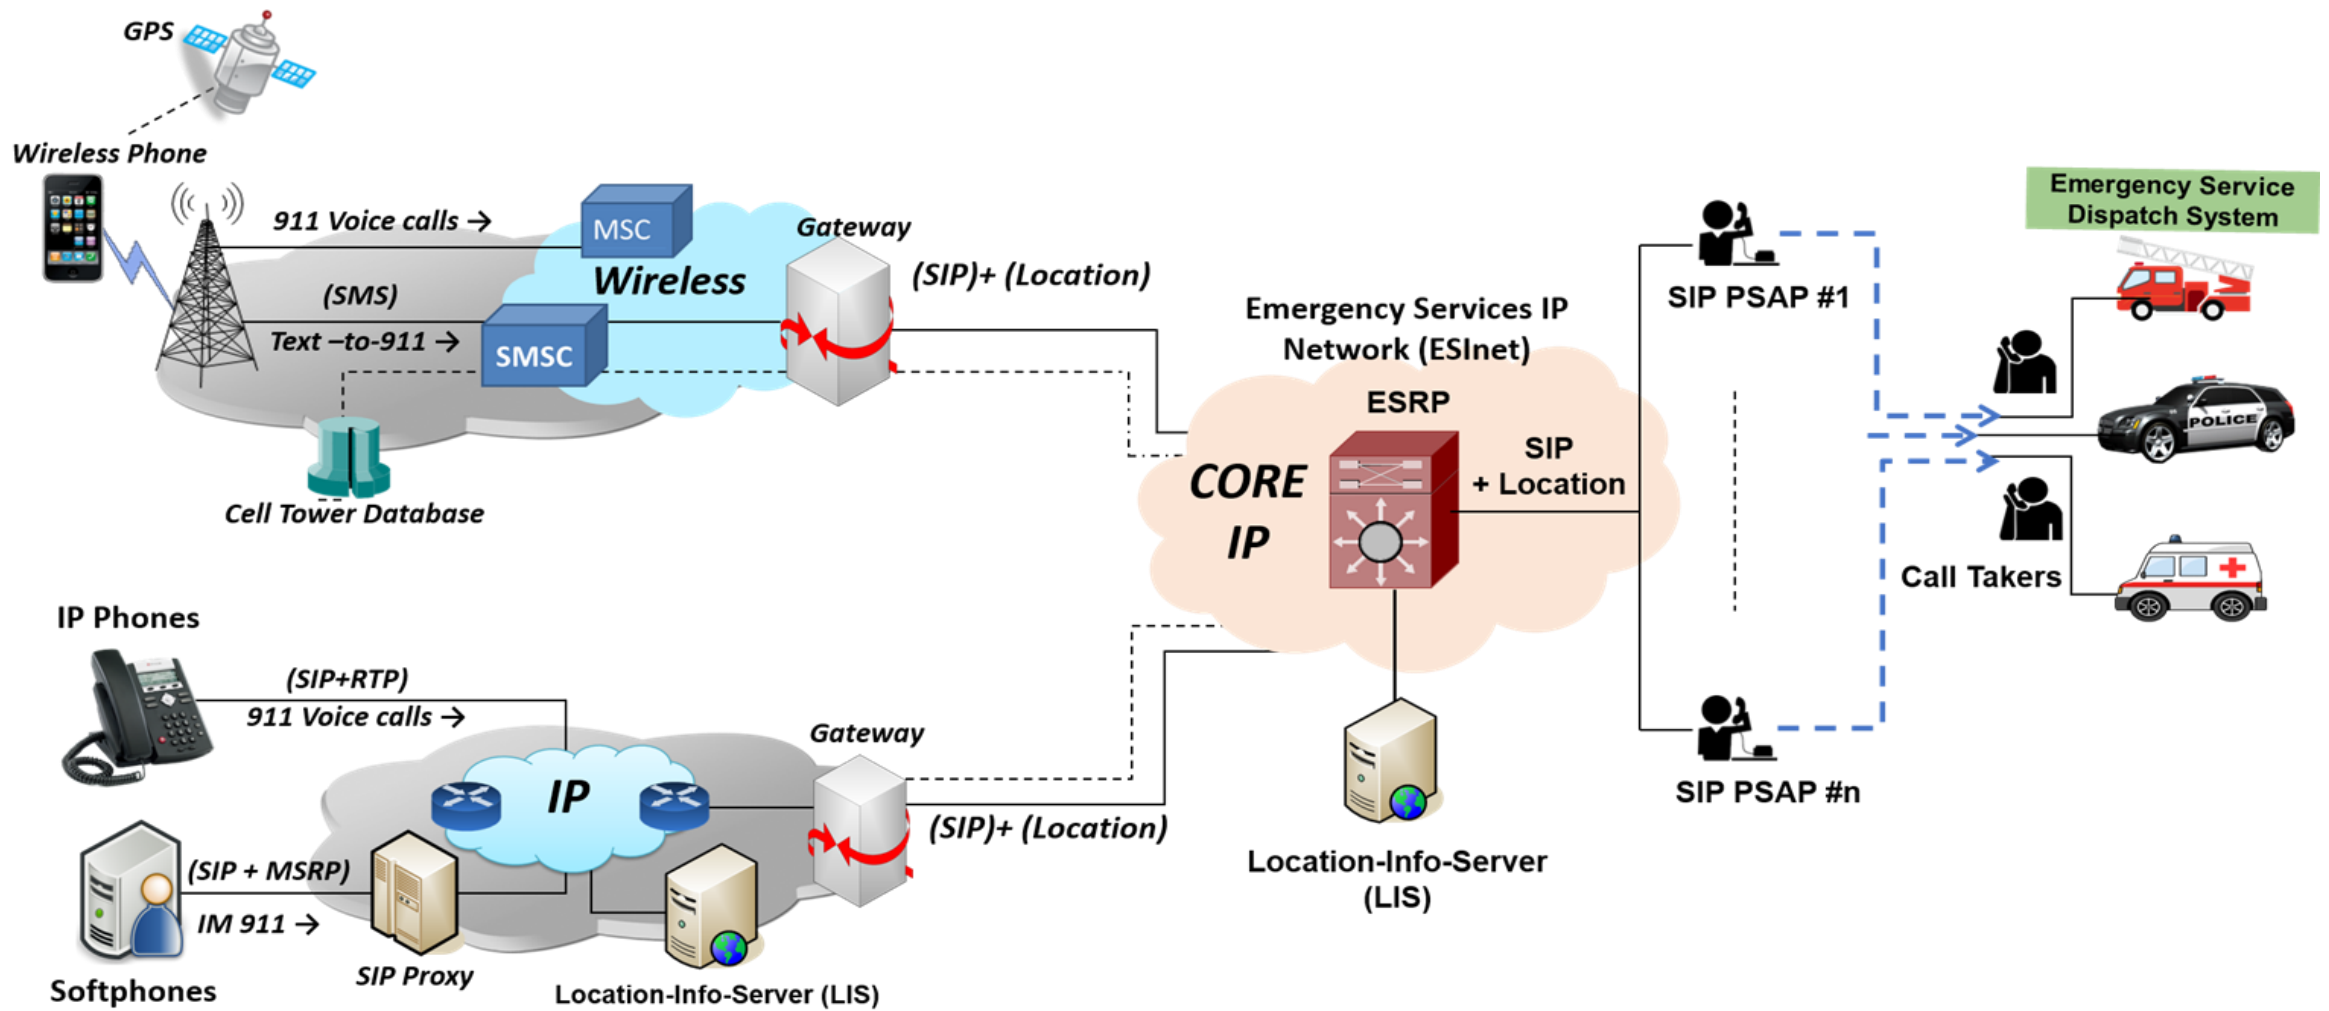 GPS
Wireless Phone
911 Voice calls →
MSC
Wireless
(SMS)
Text –to-911 →
SMSC
Gateway
(SIP)+ (Location)
Cell Tower Database
IP Phones
(SIP+RTP)
911 Voice calls →
IP
Gateway
(SIP)+ (Location)
(SIP + MSRP)
IM 911 →
Softphones
SIP Proxy
Location-Info-Server (LIS)
Emergency Services IP
Network (ESInet)
ESRP
CORE
IP
SIP
+ Location
Location-Info-Server
(LIS)
SIP PSAP #1
SIP PSAP #n
Emergency Service
Dispatch System
POLICE
Call Takers